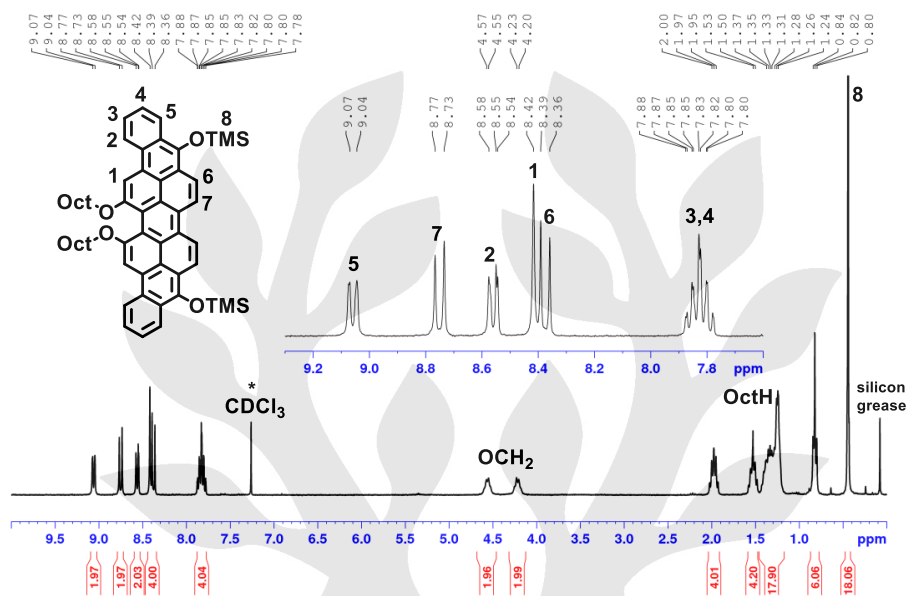 9.07 9.04 8.77 8.73 8.58 8.55 8.54 8.42 8.39 8.36 7.88 7.87 7.85 7.85 7.83 7.82 7.80 7.80 7.78
4.57 4.55 4.23 4.20
2.00 1.97 1.95 1.53 1.50 1.37 1.35 1.33 1.31 1.28 1.26 1.24 0.84 0.82 0.80
4
3 5 8
OTMS
2
1 6
Oct O 7
O
Oct
OTMS
9.07 9.04 8.77 8.73 8.58 8.55 8.54 8.42 8.39 8.36 7.88 7.87 7.85 7.85 7.83 7.82 7.80 7.80
8
1
3,4
6
7
2
5
9.2 9.0 8.8 8.6 8.4 8.2 8.0 7.8 ppm
*
CDCl3
OCH2
OctH
silicon
grease
9.5 9.0 8.5 8.0 7.5 7.0 6.5 6.0 5.5 5.0 4.5 4.0 3.5 3.0 2.5 2.0 1.5 1.0 ppm
1.97 1.97 2.03 4.00 4.04 1.96 1.99 4.01 4.20 17.90 6.06 18.06